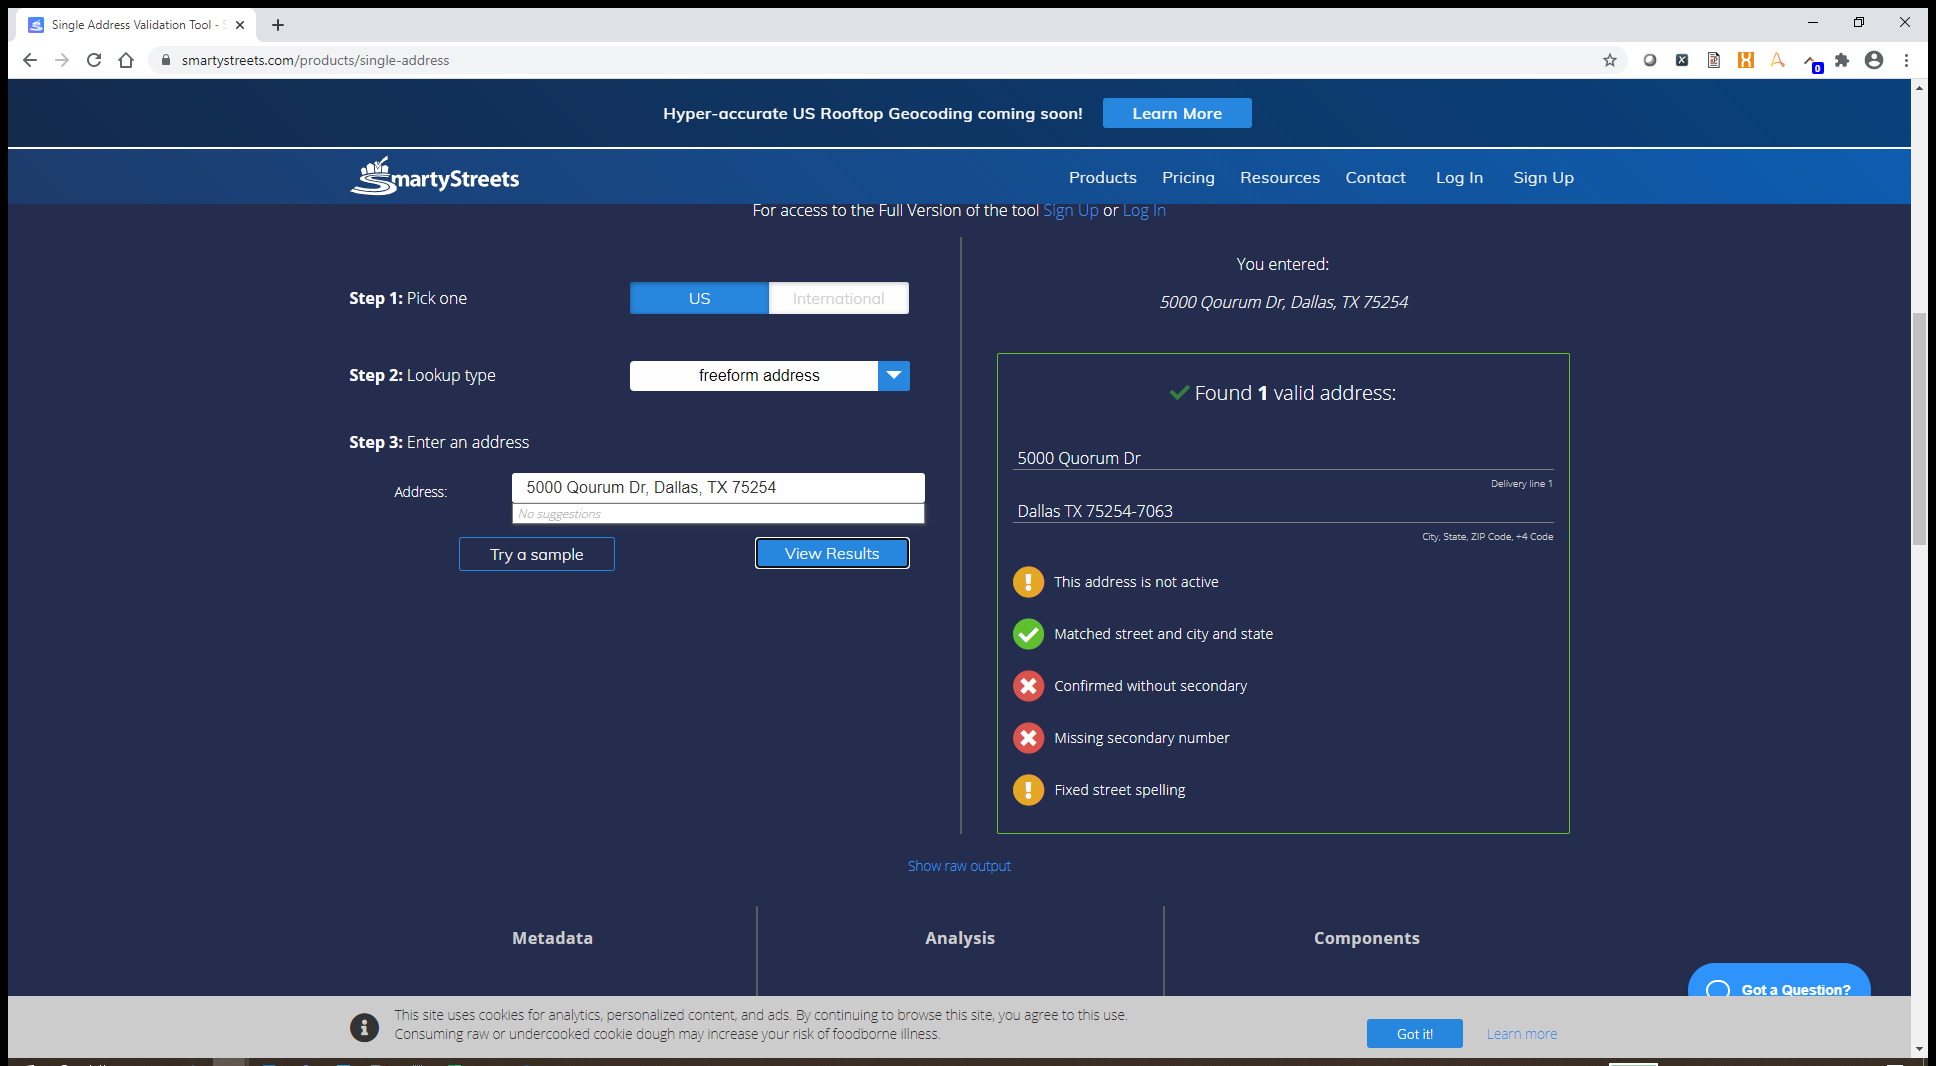 Single Address Validation Tool -
smartystreets.com/products/single-address
0
Hyper-accurate US Rooftop Geocoding coming soon!
Learn More
SmartyStreets
Products
Pricing
Resources
Contact
Log In
Sign Up
For access to the Full Version of the tool Sign Up or Log In
Step 1: Pick one
US
International
Step 2: Lookup type
freeform address
Step 3: Enter an address
Address:
5000 Qourum Dr, Dallas, TX 75254
No suggestions
Try a sample
View Results
You entered:
5000 Qourum Dr, Dallas, TX 75254
Found 1 valid address:
5000 Quorum Dr
Delivery line 1
Dallas TX 75254-7063
City, State, ZIP Code, +4 Code
This address is not active
Matched street and city and state
Confirmed without secondary
Missing secondary number
Fixed street spelling
Show raw output
Metadata
Analysis
Components
Got a Question?
This site uses cookies for analytics, personalized content, and ads. By continuing to browse this site, you agree to this use.
Consuming raw or undercooked cookie dough may increase your risk of foodborne illness.
Got it!
Learn more